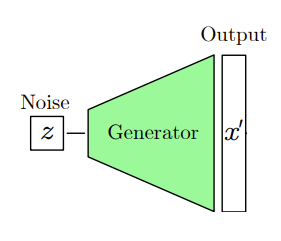 Output
Noise
z
Generator
x′